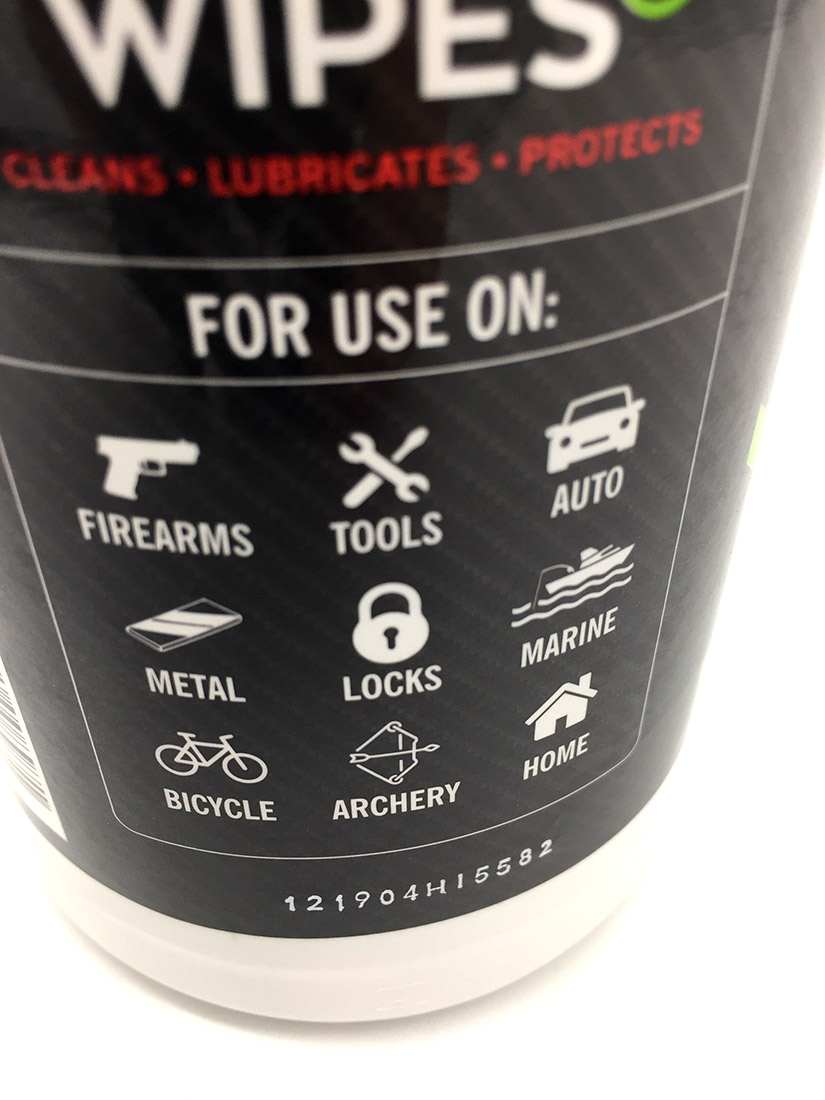 WIPES
CLEANS • LUBRICATES • PROTECTS
FOR USE ON:
FIREARMS TOOLS AUTO
METAL LOCKS MARINE
BICYCLE ARCHERY HOME
121904H15582